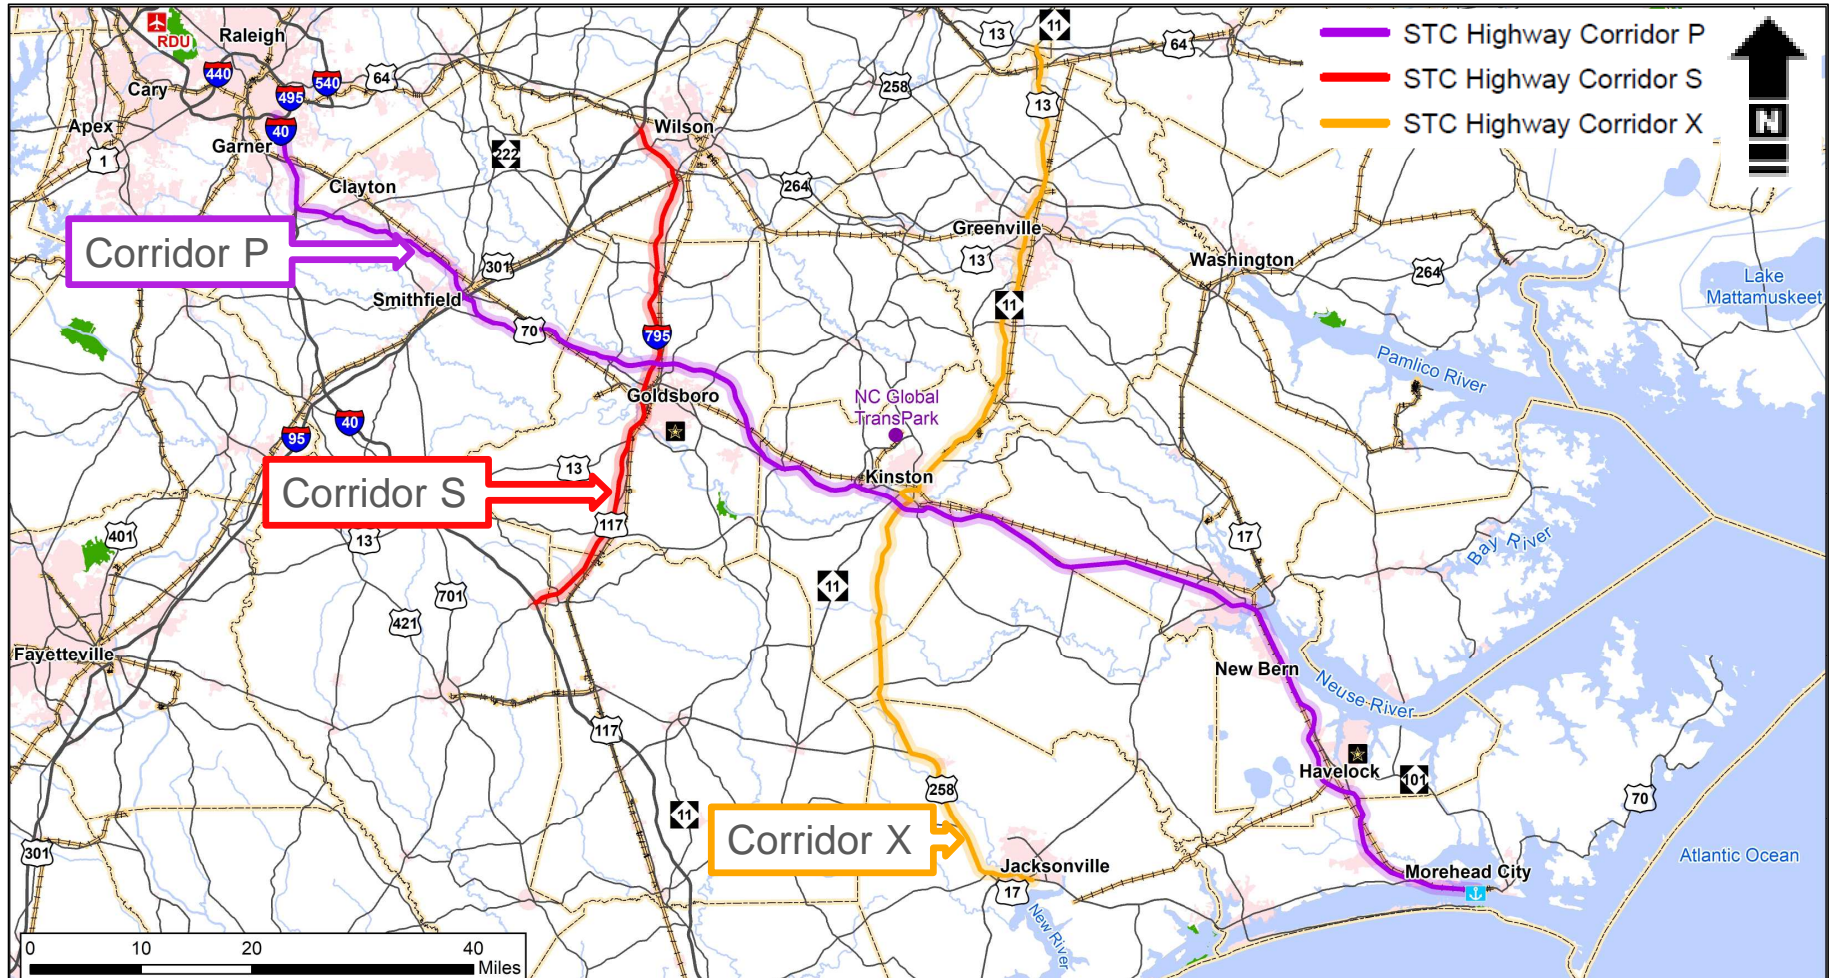 11
13
64
STC Highway Corridor P
STC Highway Corridor S
STC Highway Corridor X
N
RDU
Raleigh
440
540
495
64
258
13
Cary
40
Apex
Garner
1
Wilson
222
Clayton
264
Corridor P
Greenville
13
Washington
264
Lake
Mattamuskeet
301
Smithfield
11
70
795
Pamlico River
Goldsboro
NC Global
TransPark
40
95
13
Kinston
Corridor S
117
401
13
17
Bay River
11
701
421
Fayetteville
New Bern
Neuse River
117
Havelock
101
258
70
11
Corridor X
301
Jacksonville
17
Morehead City
Atlantic Ocean
New River
0 10 20 40
Miles